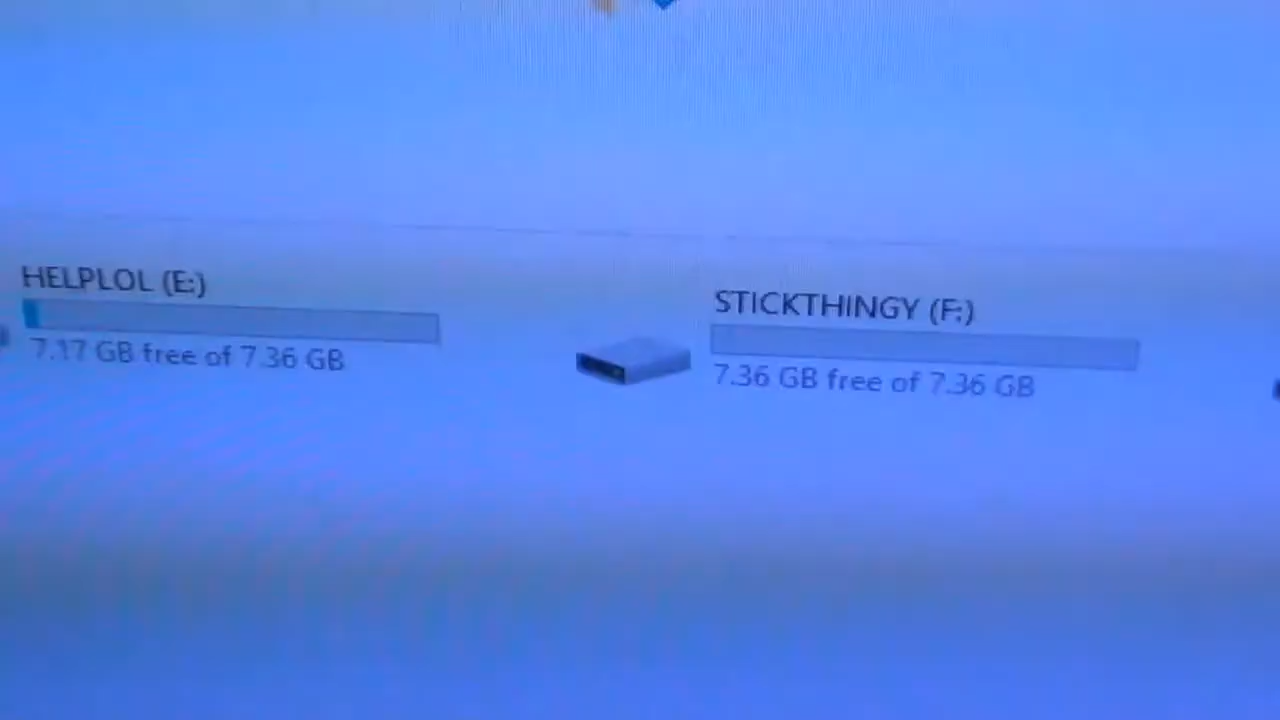 HELPLOL (E:)
7.17 GB free of 7.36 GB
STICKTHINGY (F:)
7.36 GB free of 7.36 GB